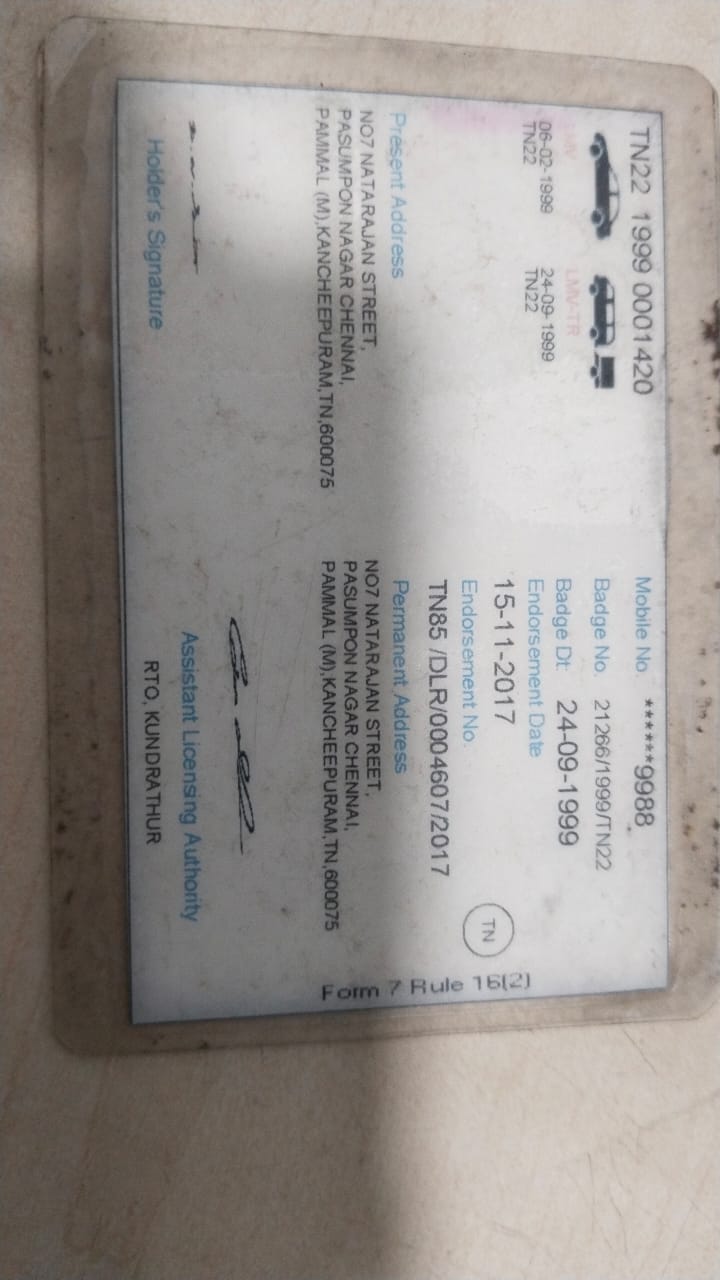 TN22 1999 0001420
LMV LMV-TR
06-02-1999 24-09-1999
TN22 TN22
Present Address
NO7 NATARAJAN STREET,
PASUMPON NAGAR CHENNAI,
PAMMAL (M),KANCHEEPURAM,TN,600075
Holder's Signature
Mobile No. ******9988
Badge No. 21266/1999/TN22
Badge Dt. 24-09-1999
Endorsement Date
15-11-2017
Endorsement No.
TN85 /DLR/0004607/2017
TN
Permanent Address
NO7 NATARAJAN STREET,
PASUMPON NAGAR CHENNAI,
PAMMAL (M),KANCHEEPURAM,TN,600075
Assistant Licensing Authority
RTO, KUNDRATHUR
Form 7 Rule 16(2)